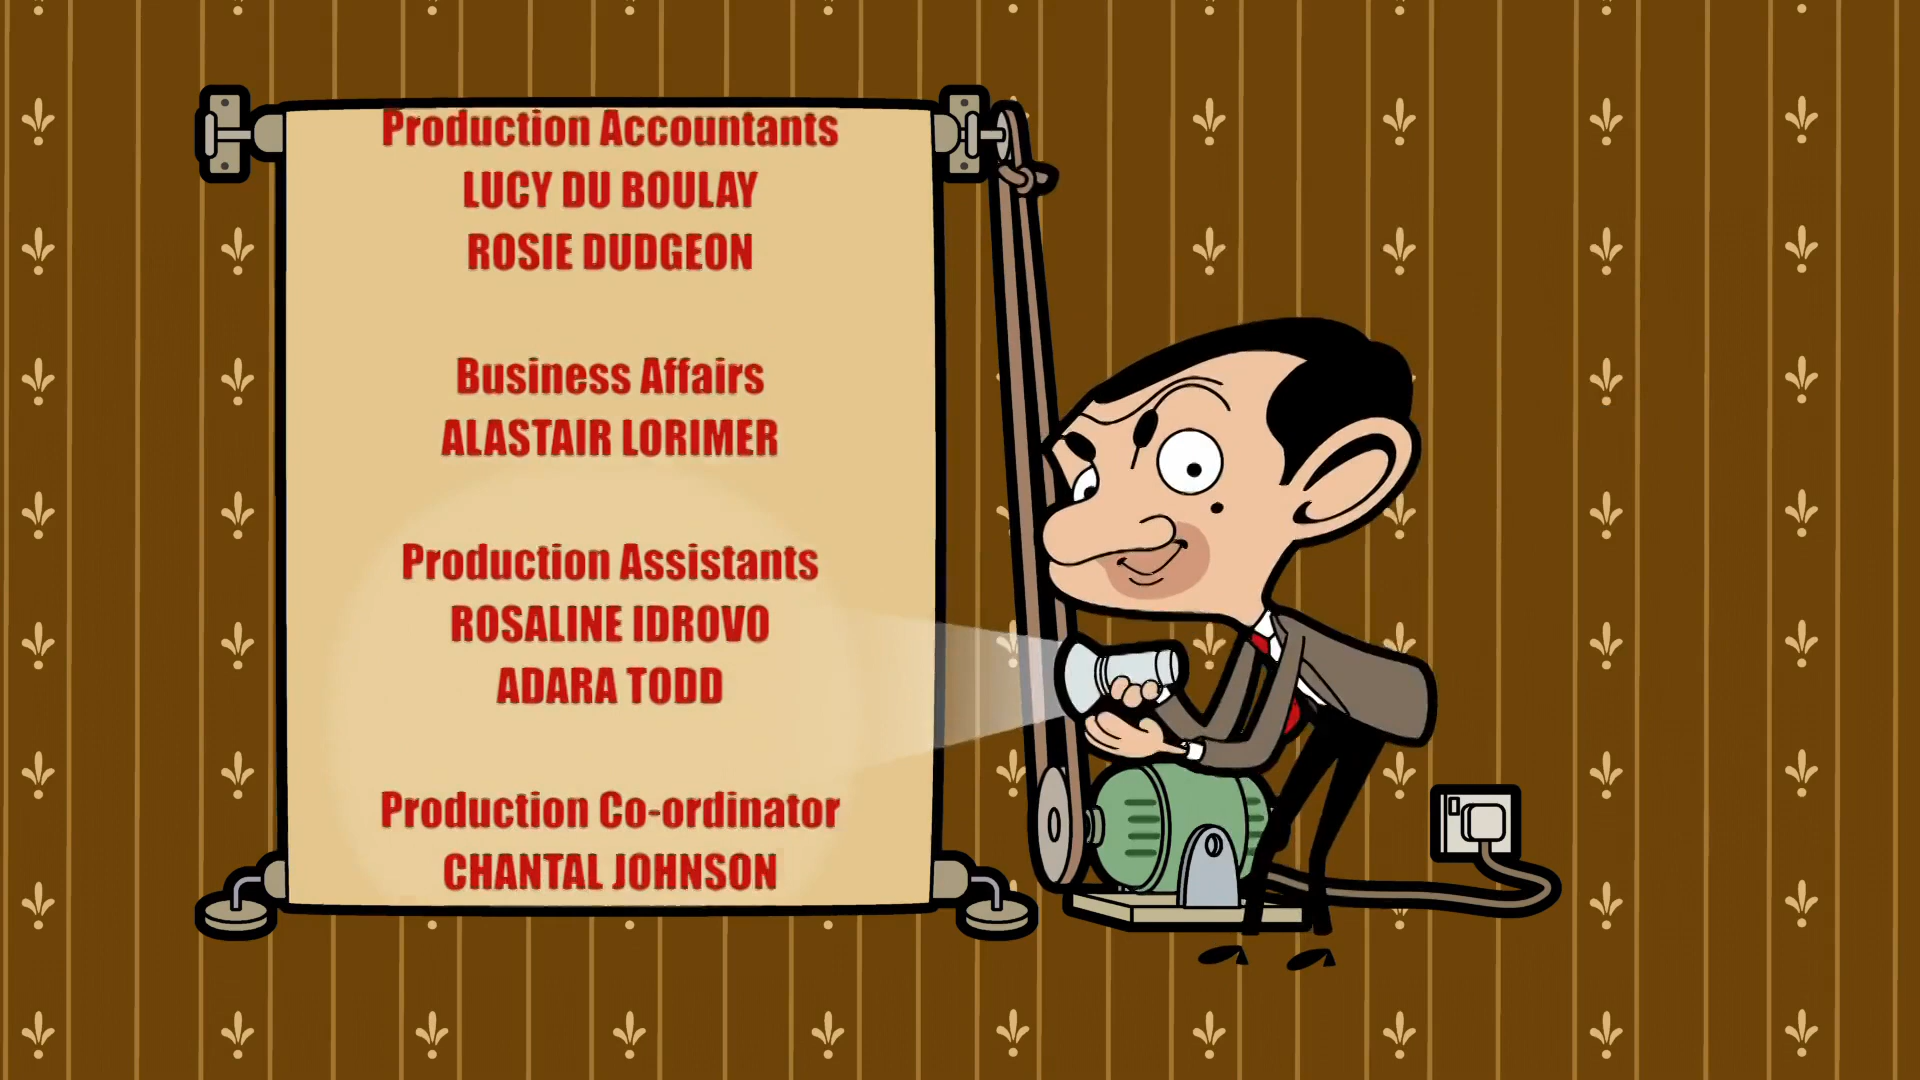 Production Accountants
LUCY DU BOULAY
ROSIE DUDGEON
Business Affairs
ALASTAIR LORIMER
Production Assistants
ROSALINE IDROVO
ADARA TODD
Production Co-ordinator
CHANTAL JOHNSON